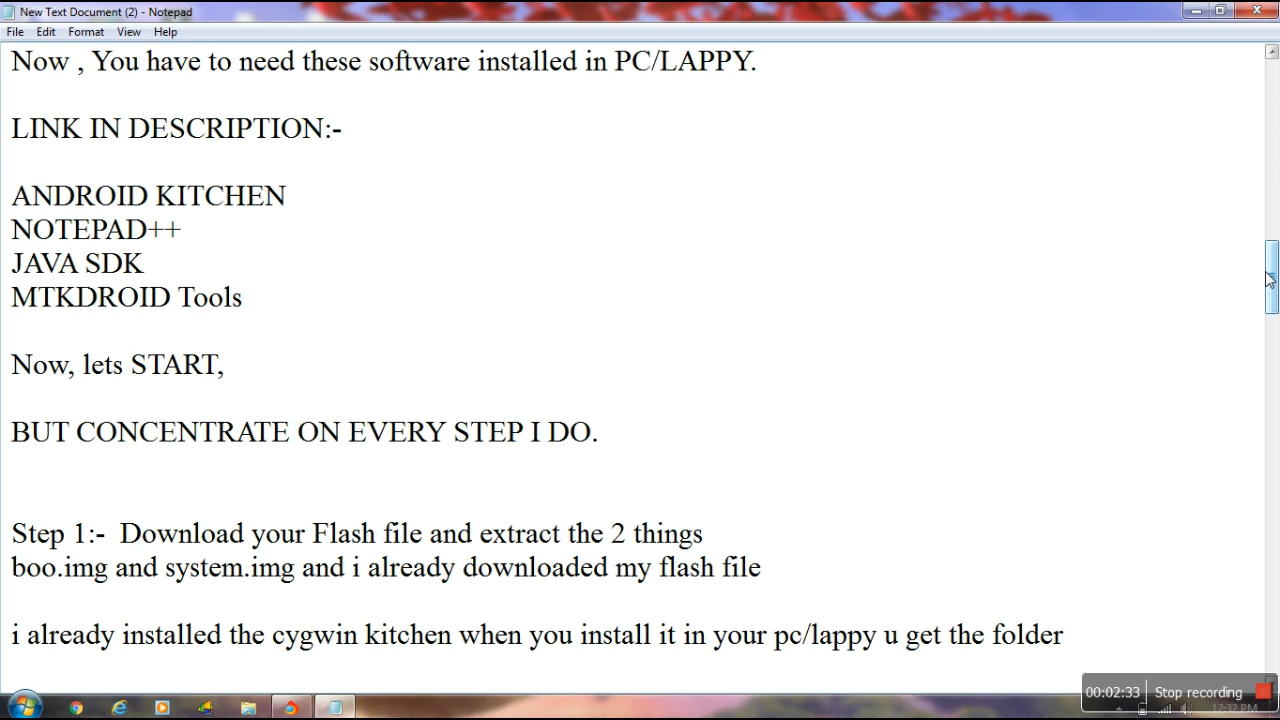 New Text Document (2) - Notepad
File Edit Format View Help
Now , You have to need these software installed in PC/LAPPY.
LINK IN DESCRIPTION:-
ANDROID KITCHEN
NOTEPAD++
JAVA SDK
MTKDROID Tools
Now, lets START,
BUT CONCENTRATE ON EVERY STEP I DO.
Step 1:-  Download your Flash file and extract the 2 things
boo.img and system.img and i already downloaded my flash file
i already installed the cygwin kitchen when you install it in your pc/lappy u get the folder
00:02:33 Stop recording
12:32 PM